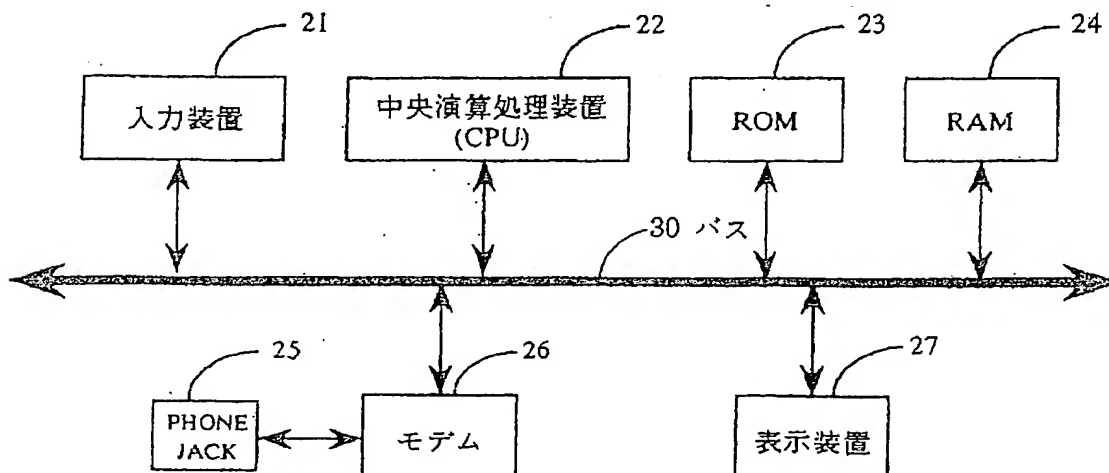 21
22
23
24
入力装置
中央演算処理装置
(CPU)
ROM
RAM
30 バス
25
26
27
PHONE
JACK
モデム
表示装置